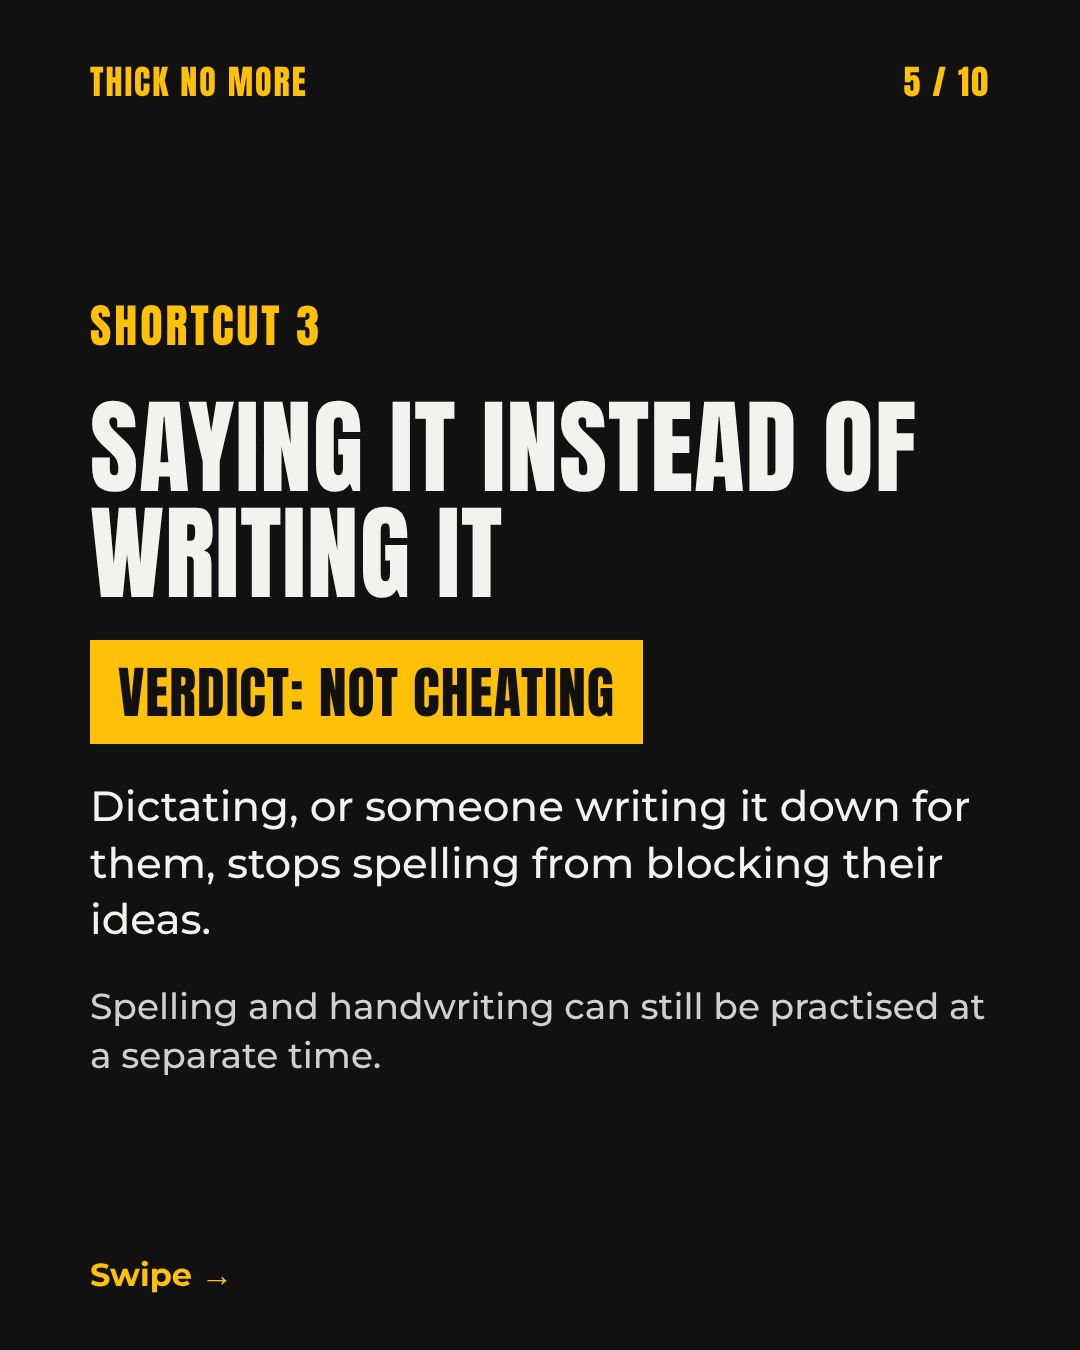 THICK NO MORE
5 / 10
SHORTCUT 3
SAYING IT INSTEAD OF
WRITING IT
VERDICT: NOT CHEATING
Dictating, or someone writing it down for
them, stops spelling from blocking their
ideas.
Spelling and handwriting can still be practised at
a separate time.
Swipe →